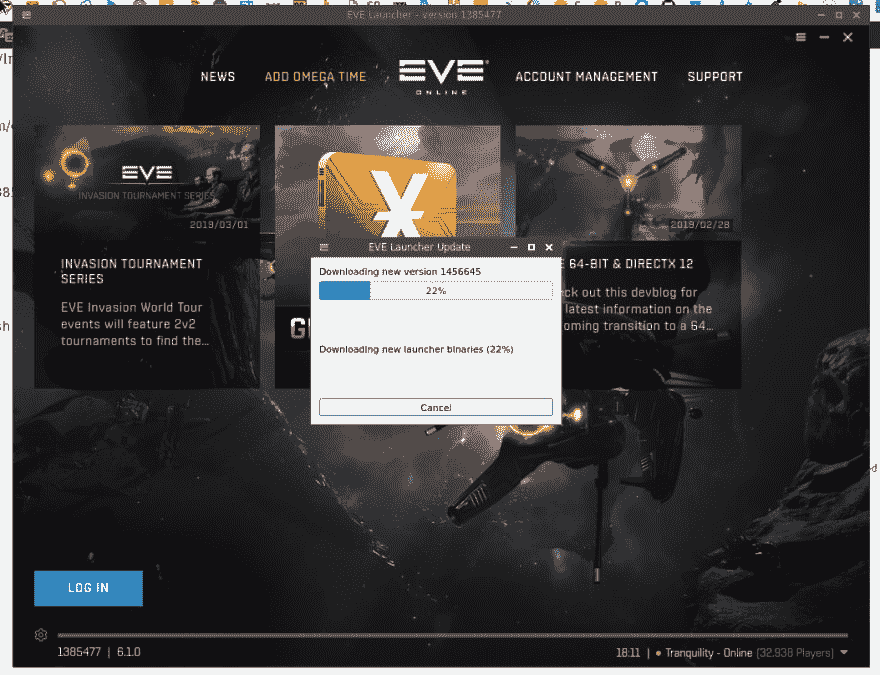 EVE Launcher - version 1385477
NEWS
ADD OMEGA TIME
EVE
ONLINE
ACCOUNT MANAGEMENT
SUPPORT
EVE
INVASION TOURNAMENT SERIES
2019/03/01
INVASION TOURNAMENT
SERIES
EVE Invasion World Tour
events will feature 2v2
tournaments to find the...
2019/02/28
64-BIT & DIRECTX 12
out this devblog for
latest information on the
transition to a 64...
EVE Launcher Update
Downloading new version 1456645
22%
Downloading new launcher binaries (22%)
Cancel
LOG IN
1385477 | 6.1.0
18:11 | Tranquility - Online (32,938 Players)